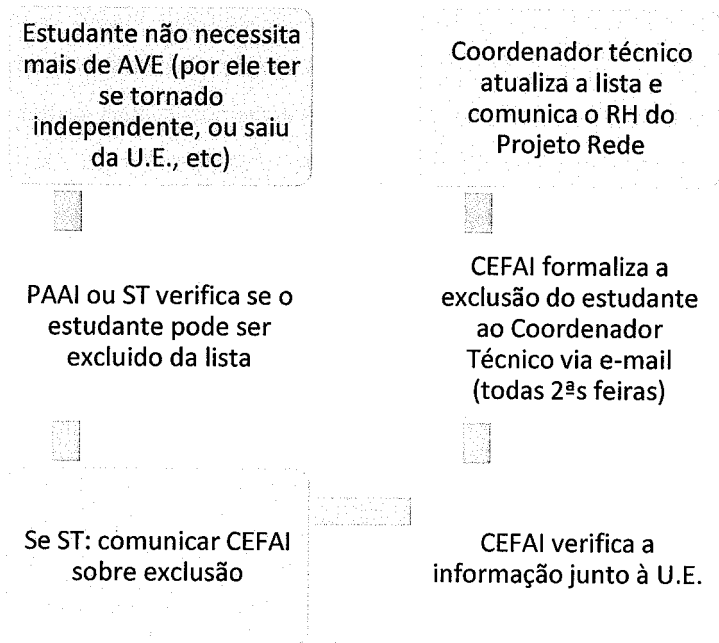 Estudante não necessita
mais de AVE (por ele ter
se tornado
independente, ou saiu
da U.E., etc)
PAAI ou ST verifica se o
estudante pode ser
excluido da lista
Se ST: comunicar CEFAI
sobre exclusão
CEFAI verifica a
informação junto à U.E.
CEFAI formaliza a
exclusão do estudante
ao Coordenador
Técnico via e-mail
(todas 2ªs feiras)
Coordenador técnico
atualiza a lista e
comunica o RH do
Projeto Rede